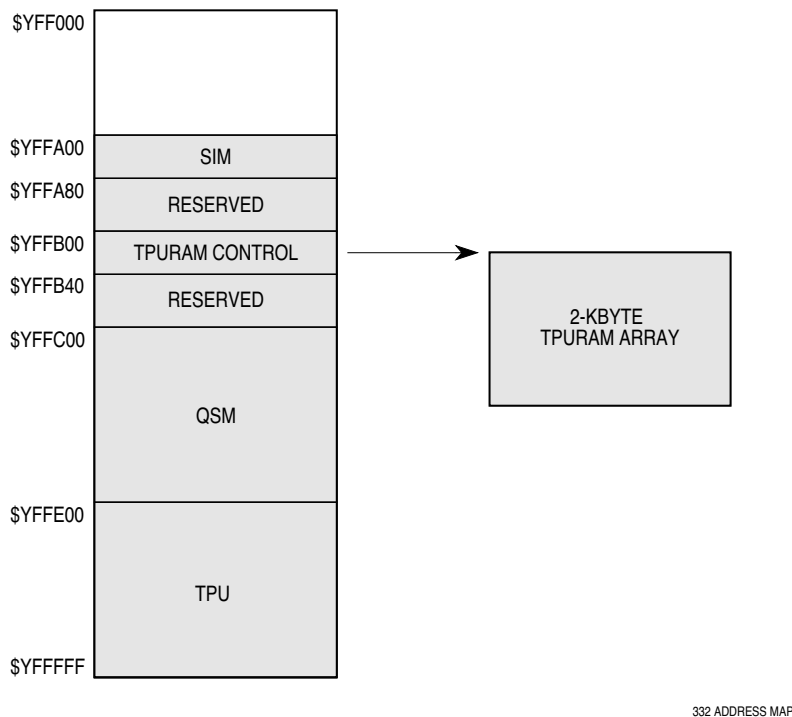 $YFF000
$YFFA00
SIM
$YFFA80
RESERVED
$YFFB00
TPURAM CONTROL
$YFFB40
RESERVED
2-KBYTE
TPURAM ARRAY
$YFFC00
QSM
$YFFE00
TPU
$YFFFFF
332 ADDRESS MAP